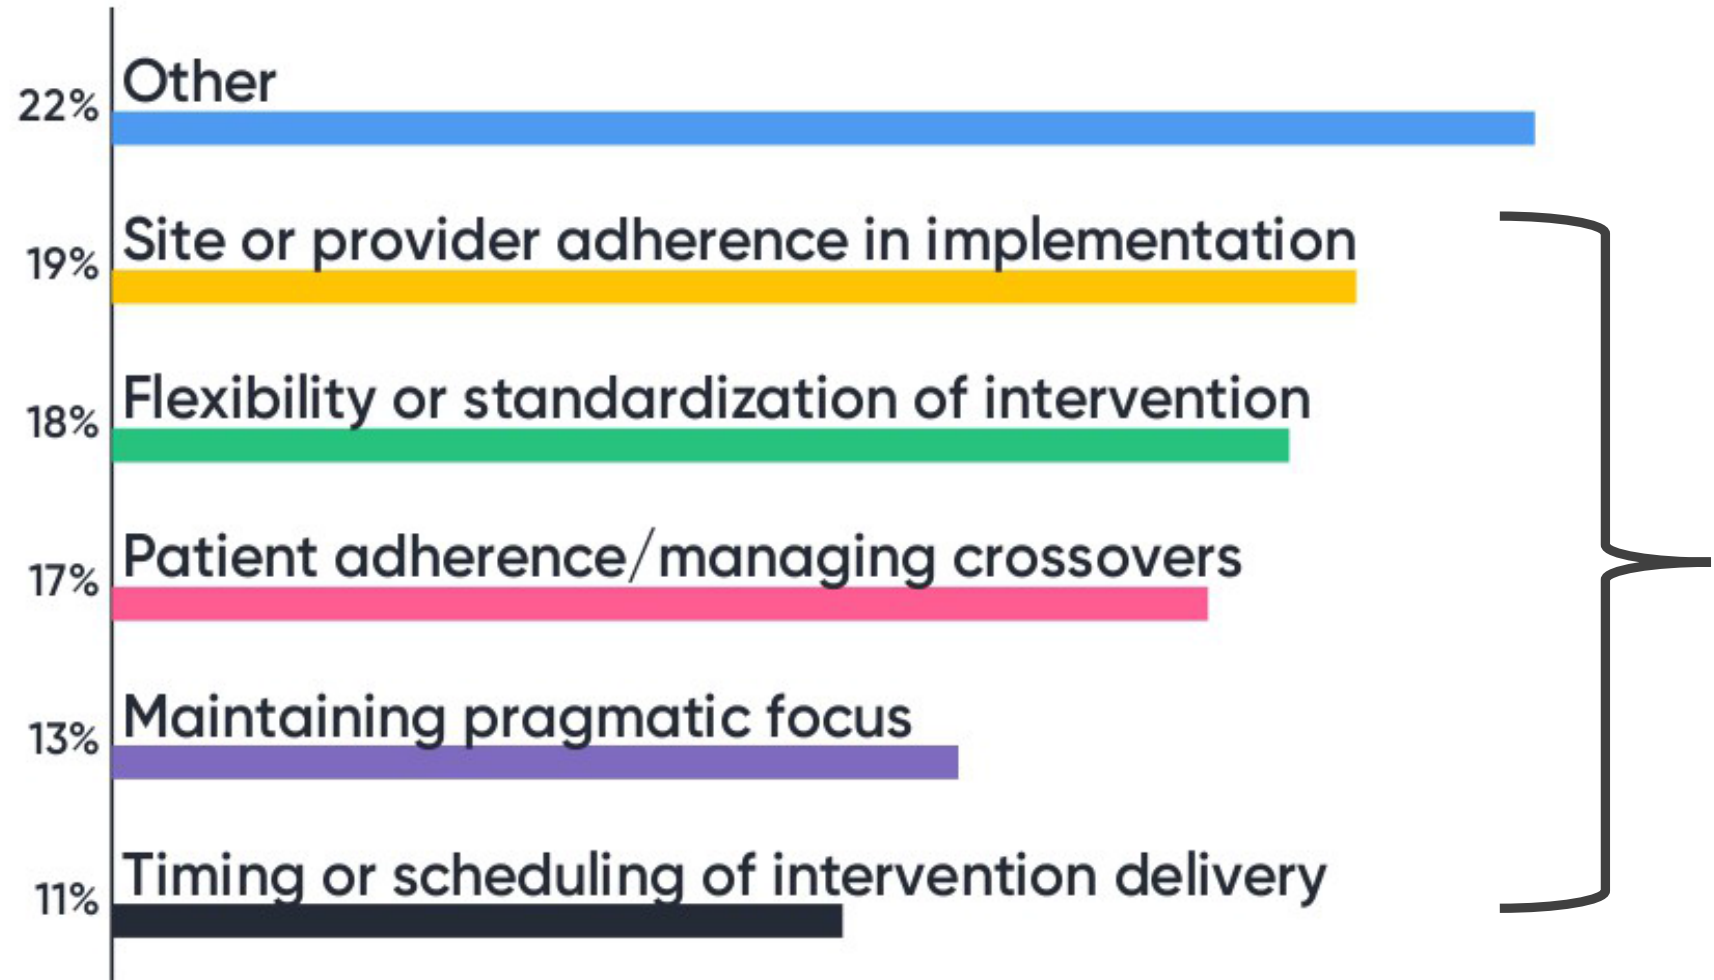 Other
22%
Site or provider adherence in implementation
19%
Flexibility or standardization of intervention
18%
Patient adherence/managing crossovers
17%
Maintaining pragmatic focus
13%
Timing or scheduling of intervention delivery
11%